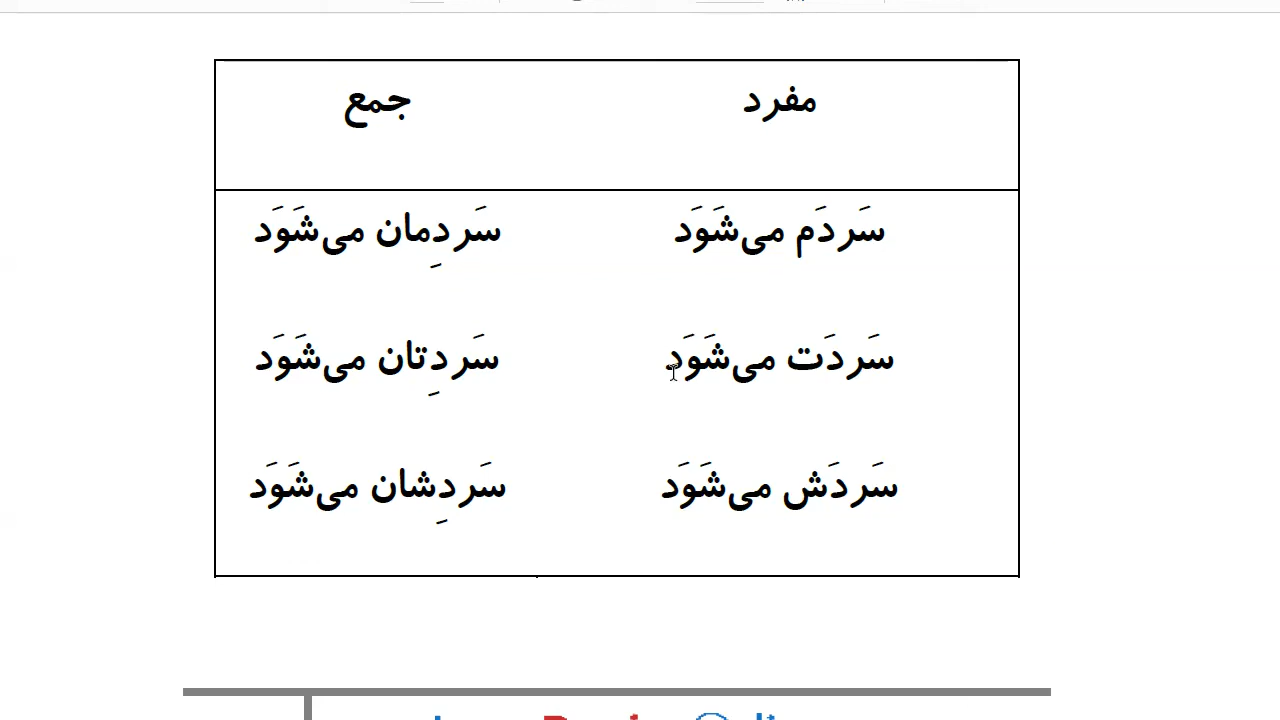 مفرد جمع
سَردَم می‌شَوَد سَردِمان می‌شَوَد
سَردَت می‌شَوَد سَردِتان می‌شَوَد
سَردَش می‌شَوَد سَردِشان می‌شَوَد